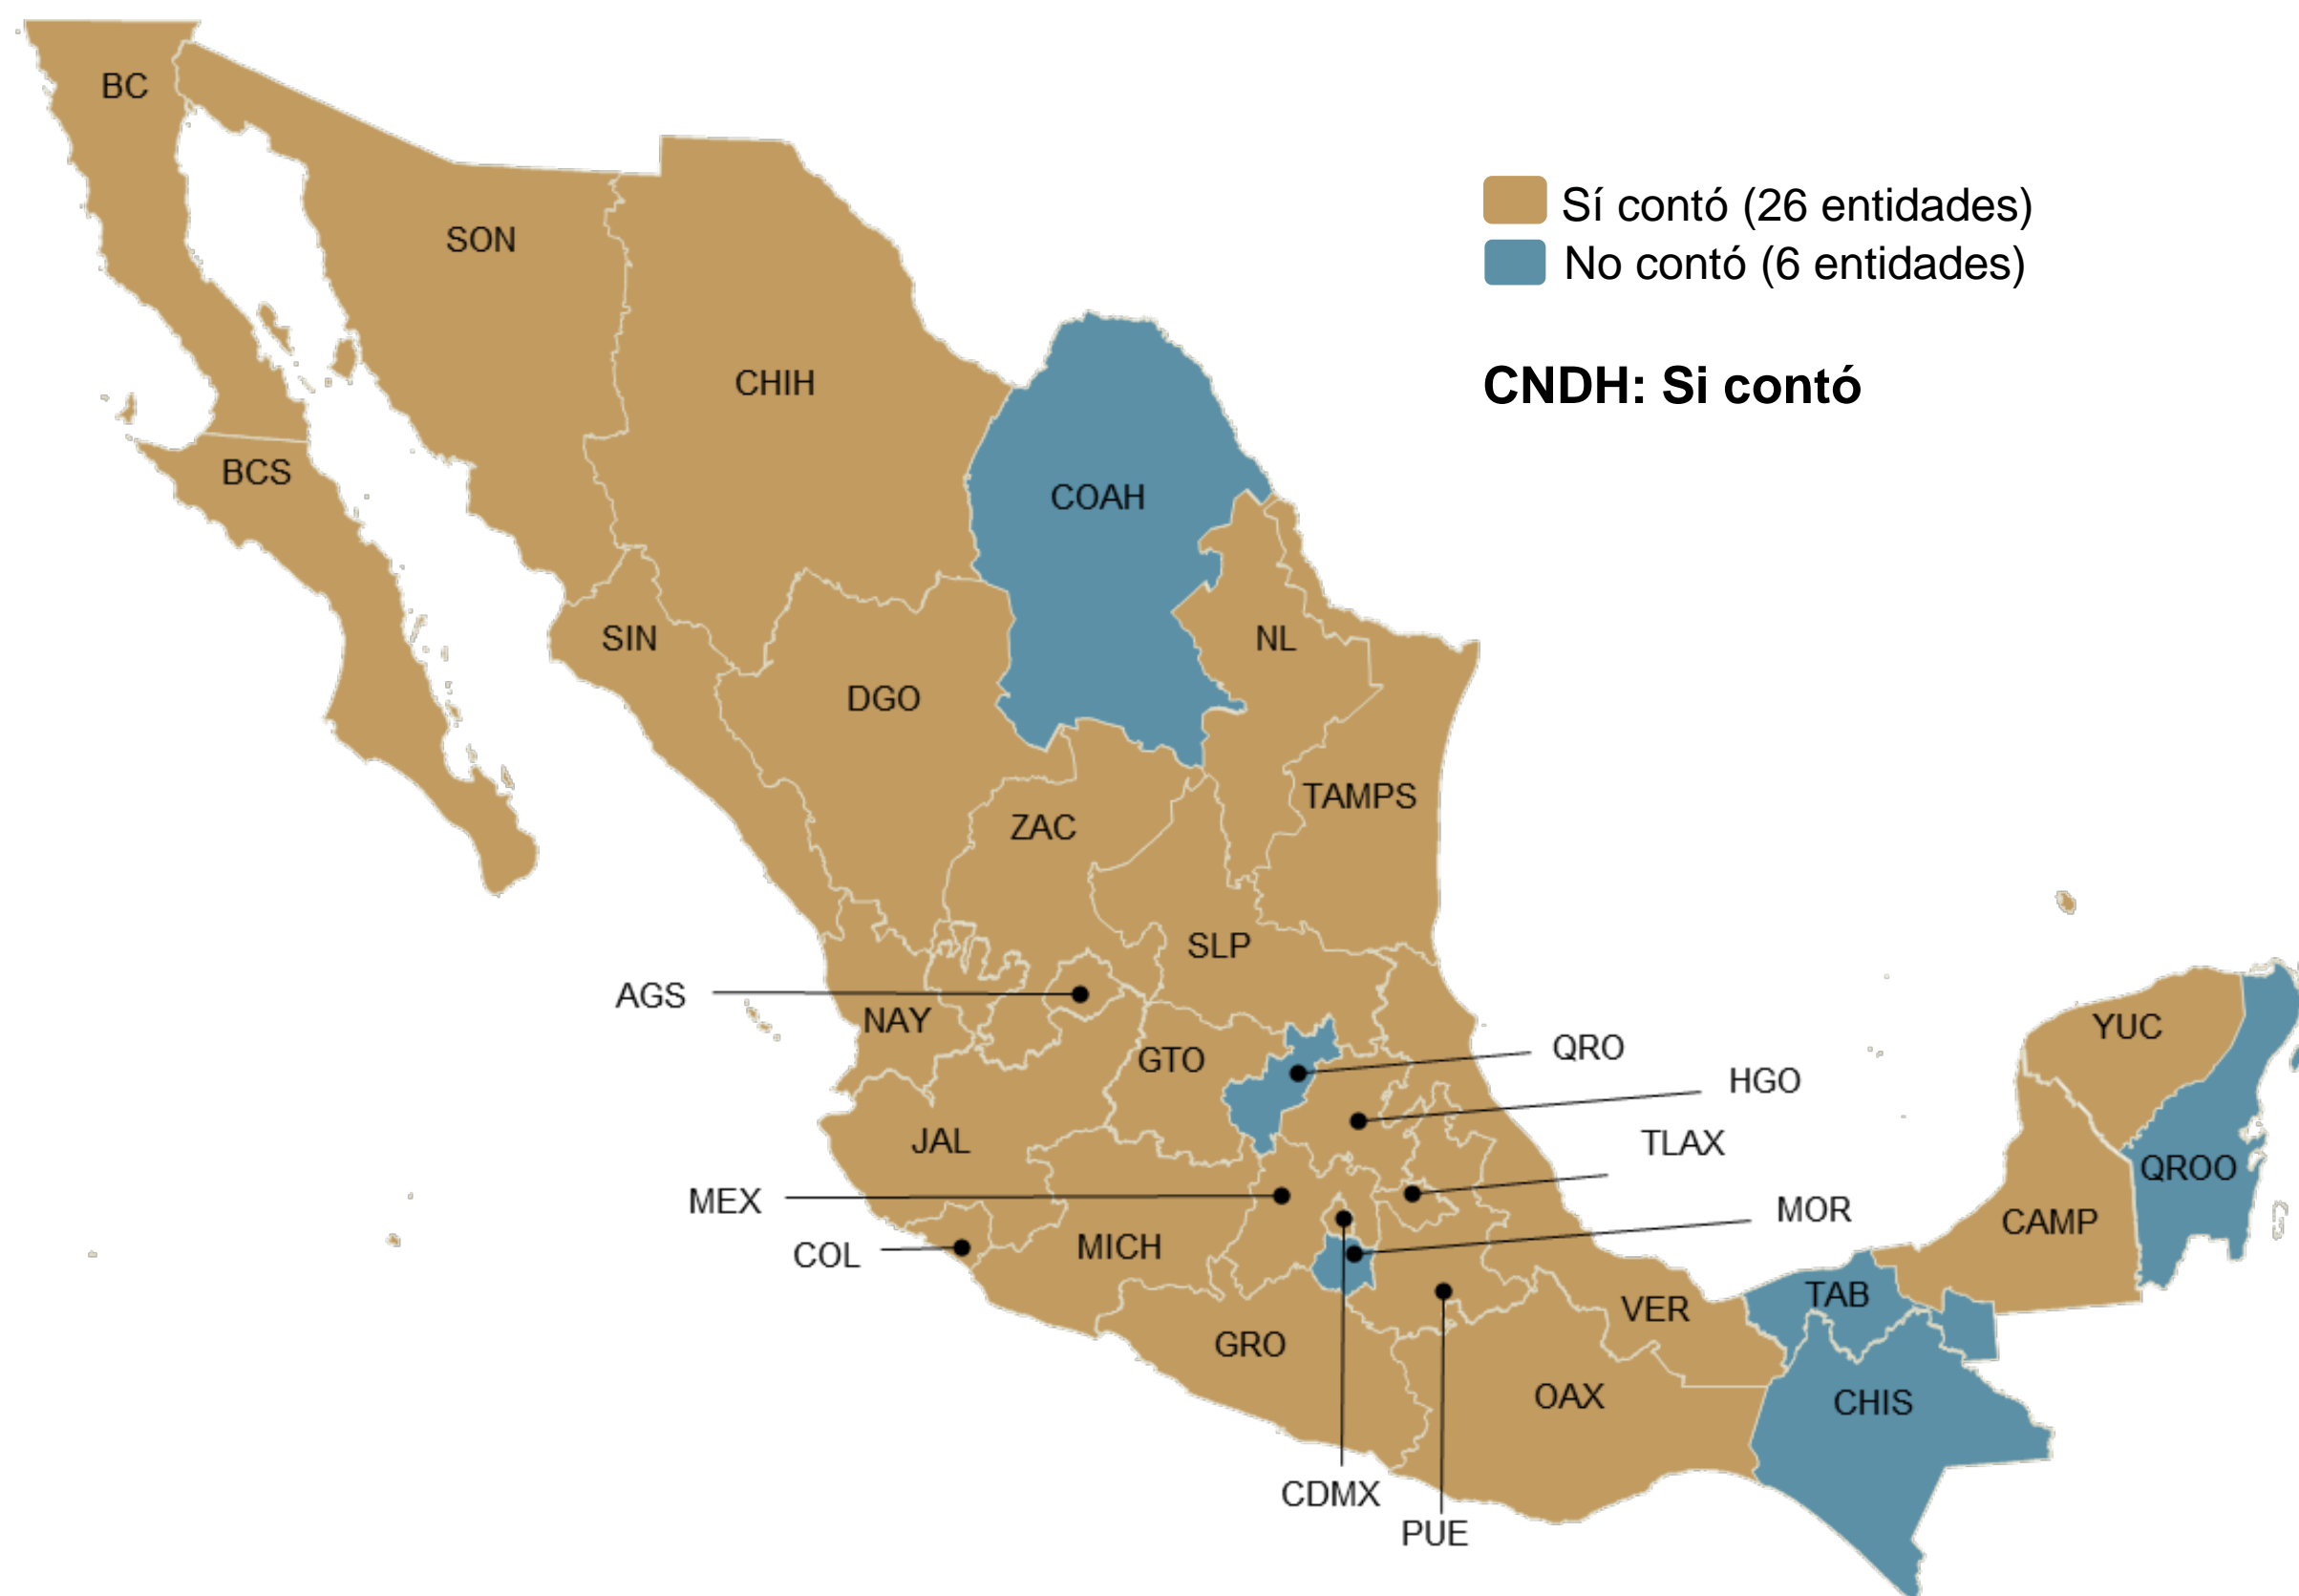 BC
Sí contó (26 entidades)
SON
No contó (6 entidades)
CHIH
CNDH: Si contó
BCS
COAH
SIN
NL
DGO
TAMPS
ZAC
SLP
AGS
NAY
YUC
QRO
GTO
HGO
JAL
TLAX
QROO
MEX
MOR
CAMP
COL
MICH
TAB
VER
GRO
OAX
CHIS
CDMX
PUE